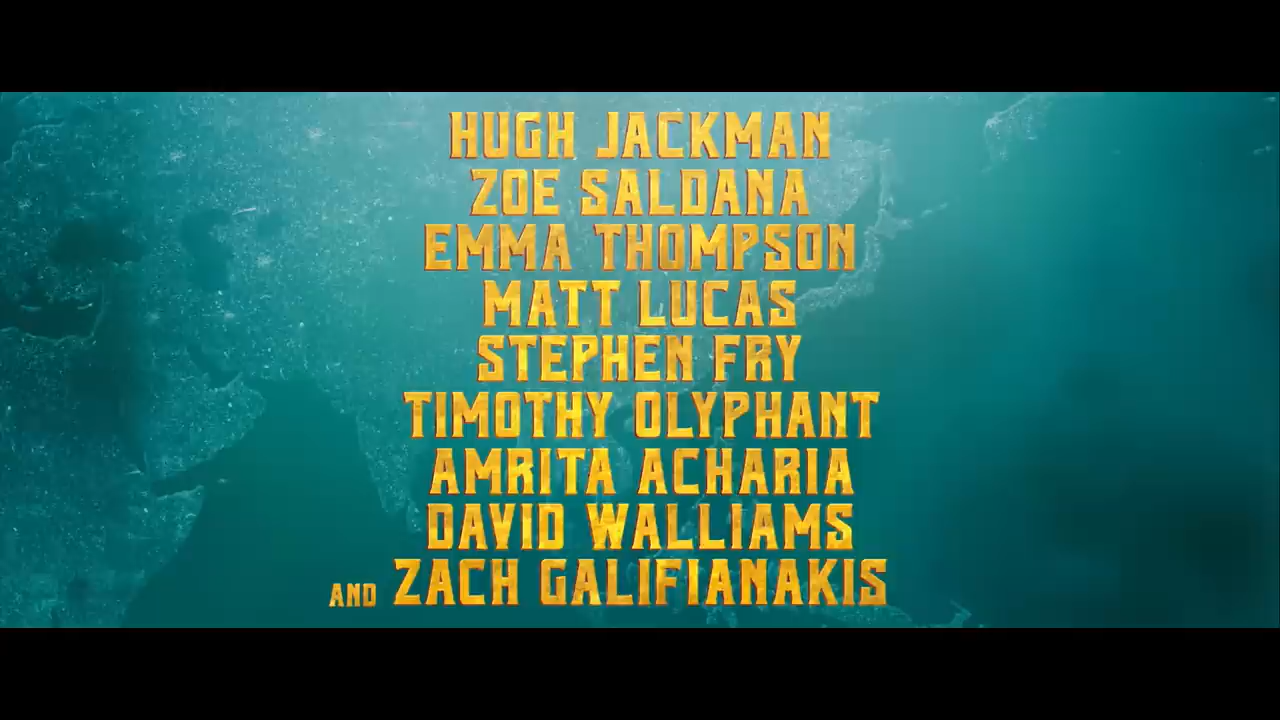 HUGH JACKMAN
ZOE SALDANA
EMMA THOMPSON
MATT LUCAS
STEPHEN FRY
TIMOTHY OLYPHANT
AMRITA ACHARIA
DAVID WALLIAMS
AND ZACH GALIFIANAKIS